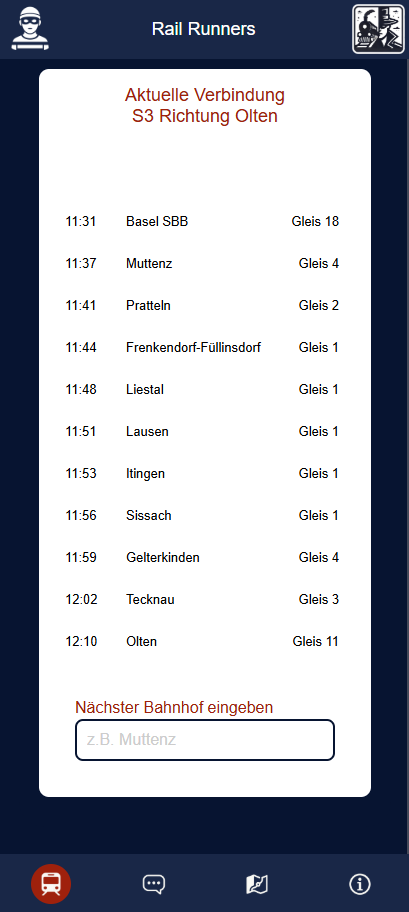 Rail Runners
Aktuelle Verbindung
S3 Richtung Olten
11:31 Basel SBB Gleis 18
11:37 Muttenz Gleis 4
11:41 Pratteln Gleis 2
11:44 Frenkendorf-Füllinsdorf Gleis 1
11:48 Liestal Gleis 1
11:51 Lausen Gleis 1
11:53 Itingen Gleis 1
11:56 Sissach Gleis 1
11:59 Gelterkinden Gleis 4
12:02 Tecknau Gleis 3
12:10 Olten Gleis 11
Nächster Bahnhof eingeben
z.B. Muttenz